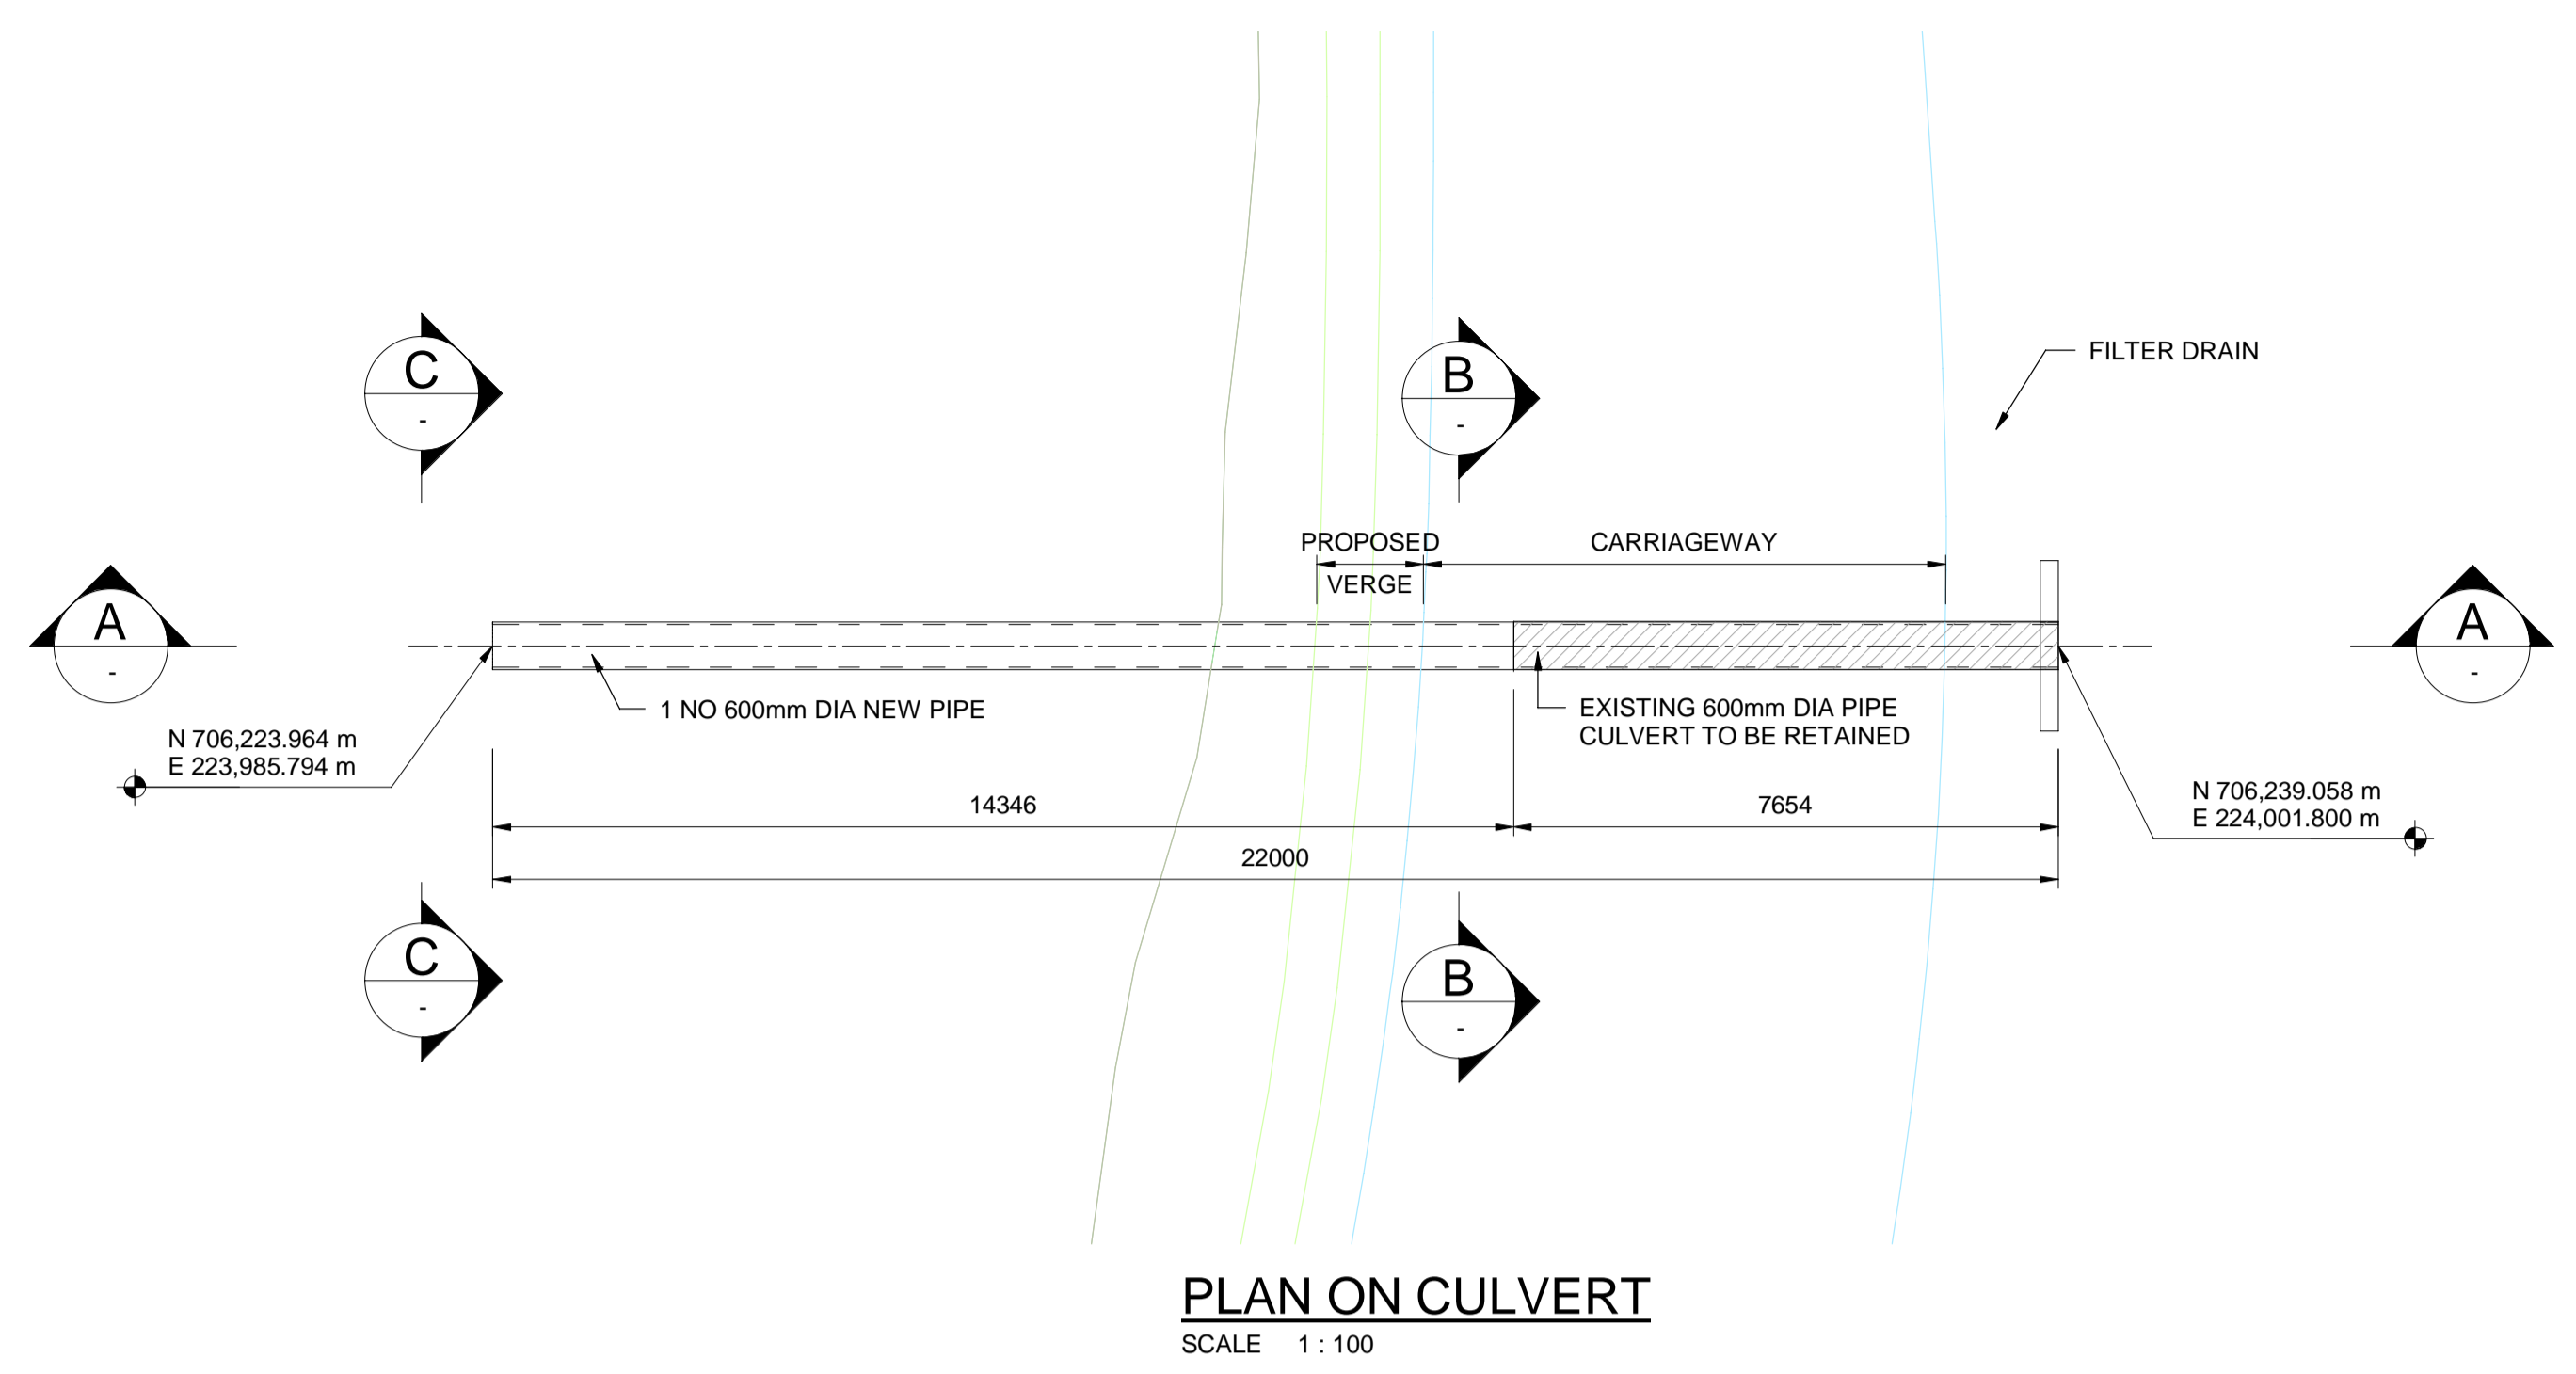 C
-
B
-
FILTER DRAIN
PROPOSED
VERGE
CARRIAGEWAY
A
-
A
-
1 NO 600mm DIA NEW PIPE
EXISTING 600mm DIA PIPE
CULVERT TO BE RETAINED
N 706,223.964 m
E 223,985.794 m
N 706,239.058 m
E 224,001.800 m
14346
7654
22000
C
-
B
-
PLAN ON CULVERT
SCALE 1 : 100